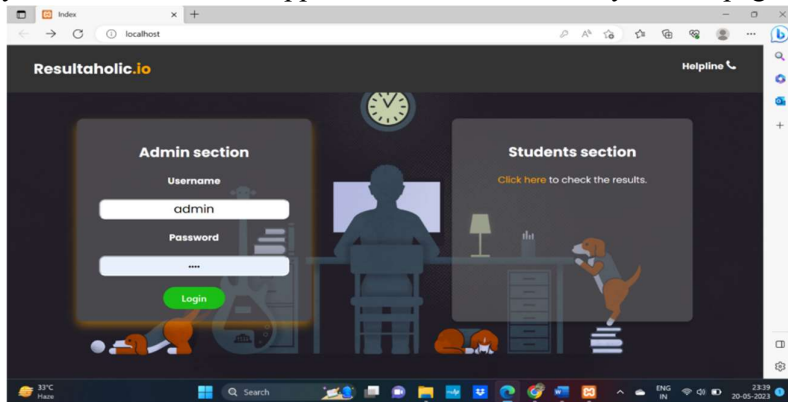 Index
localhost
Resultaholic.io
Helpline
Admin section
Username
admin
Password
Login
Students section
Click here to check the results.
33°C
Haze
Search
ENG
IN
23:39
20-05-2023